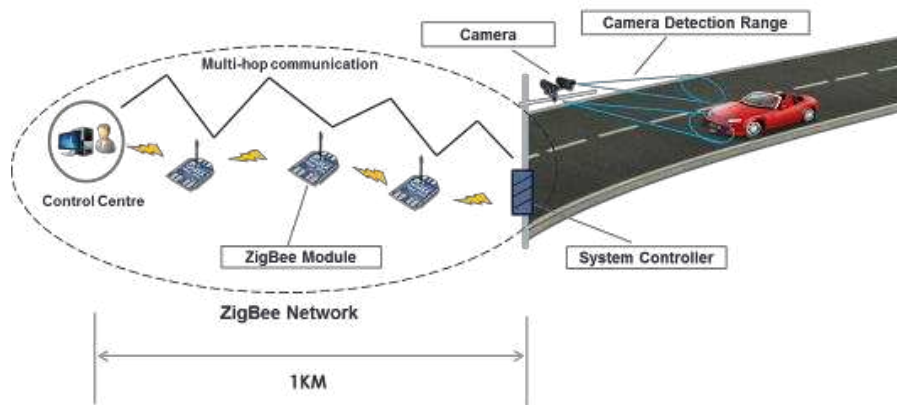 Camera Detection Range
Camera
Multi-hop communication
Control Centre
ZigBee Module
System Controller
ZigBee Network
1KM